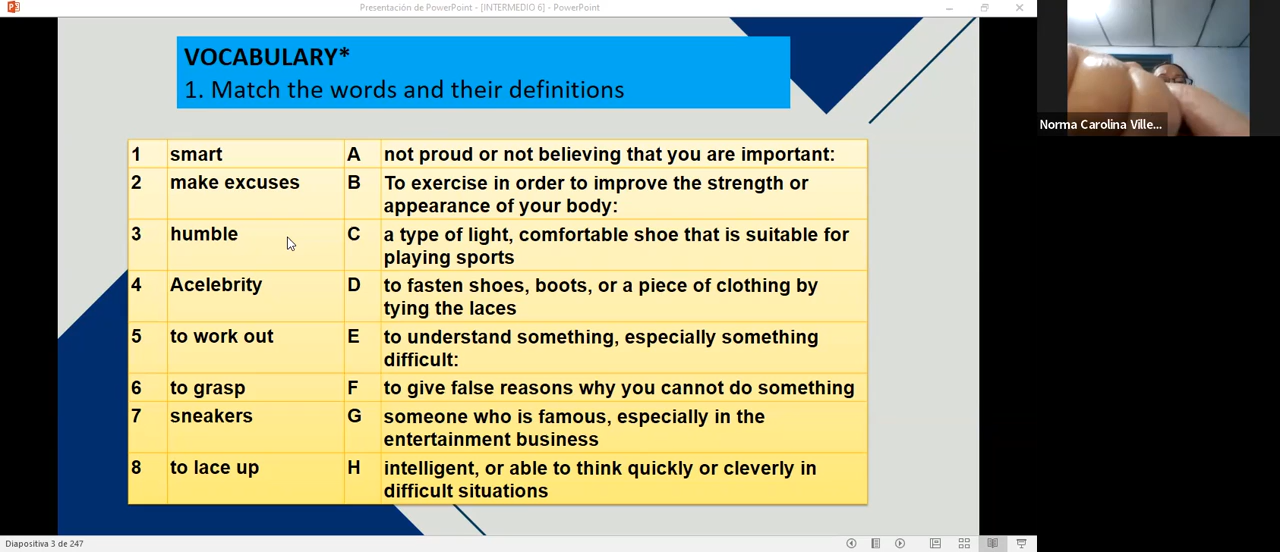 Presentación de PowerPoint - [INTERMEDIO 6] - PowerPoint
VOCABULARY*
1. Match the words and their definitions
1 smart A not proud or not believing that you are important:
2 make excuses B To exercise in order to improve the strength or
appearance of your body:
3 humble C a type of light, comfortable shoe that is suitable for
playing sports
4 Acelebrity D to fasten shoes, boots, or a piece of clothing by
tying the laces
5 to work out E to understand something, especially something
difficult:
6 to grasp F to give false reasons why you cannot do something
7 sneakers G someone who is famous, especially in the
entertainment business
8 to lace up H intelligent, or able to think quickly or cleverly in
difficult situations
Norma Carolina Ville...
Diapositiva 3 de 247